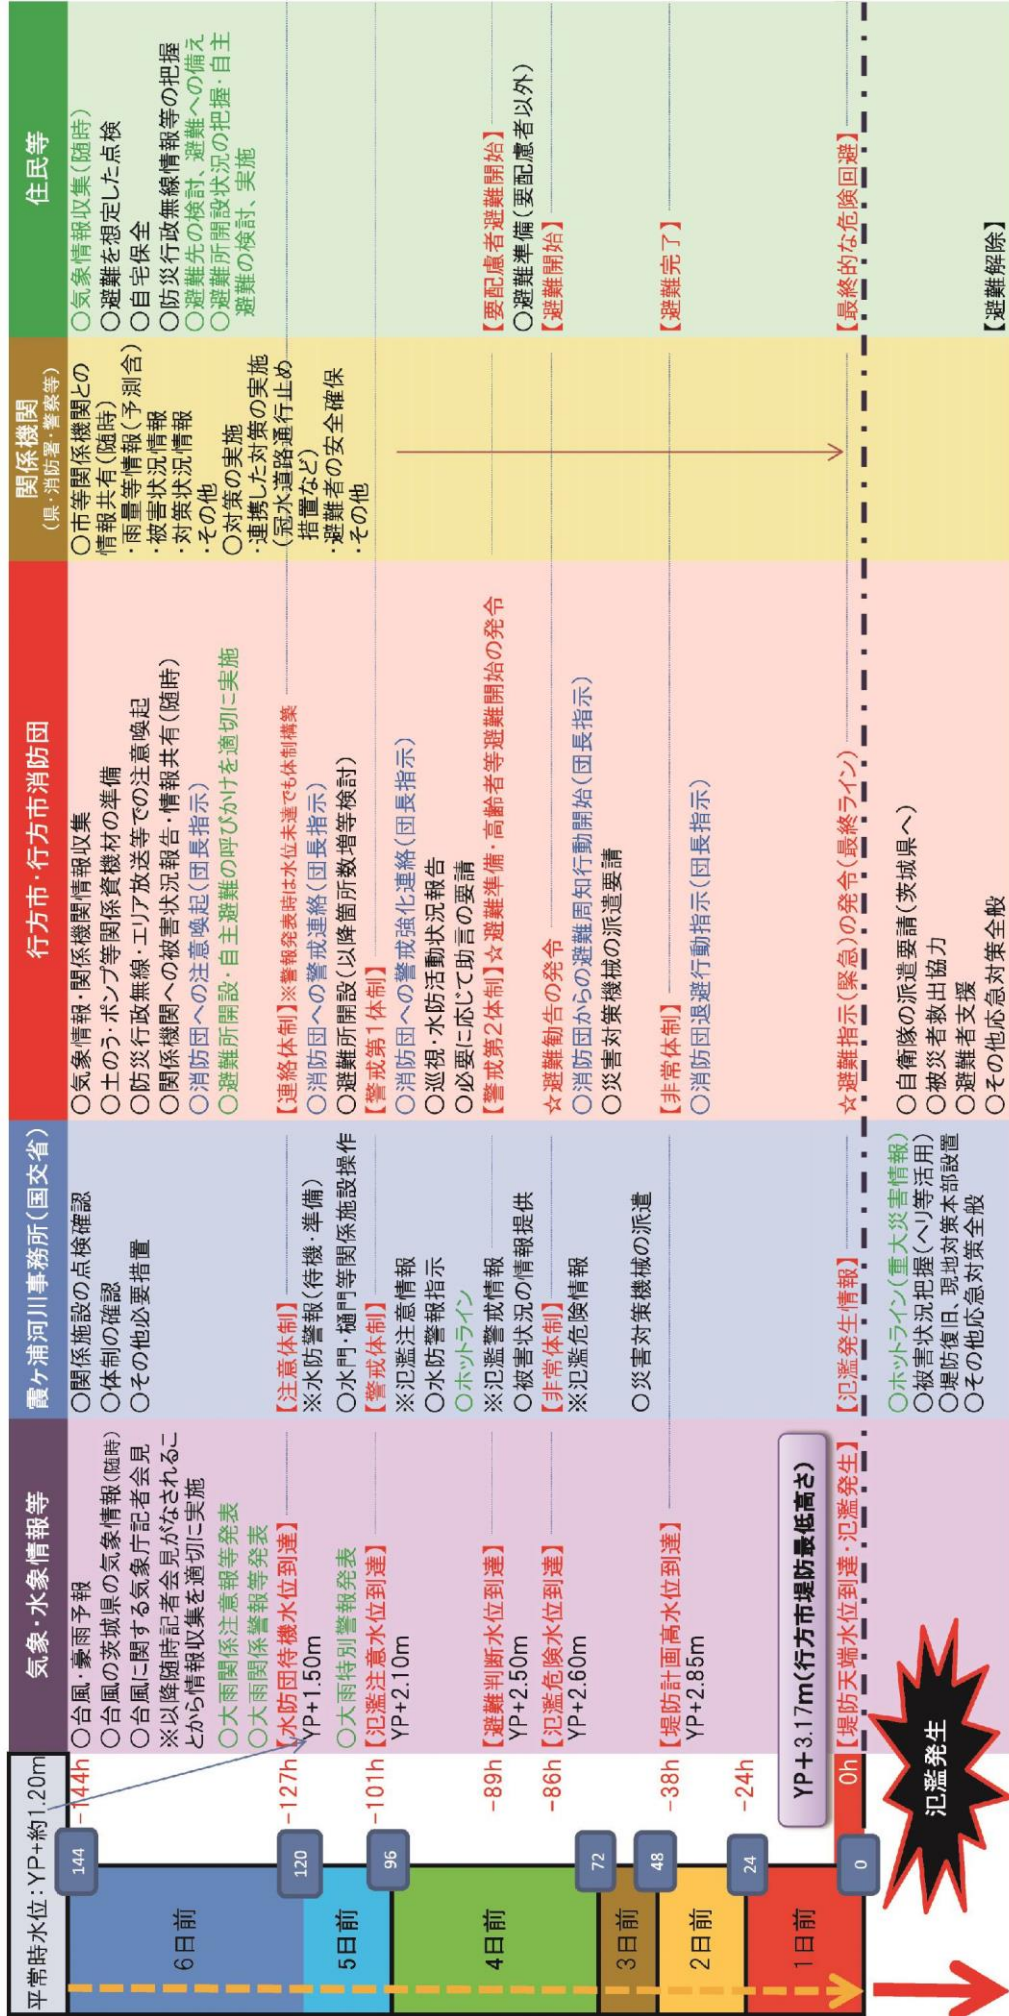 平常時水位：YP+約1.20m
144
120
96
72
48
24
0
6日前
5日前
4日前
3日前
2日前
1日前
-144h
-127h
-101h
-89h
-86h
-38h
-24h
0h
氾濫発生
気象・水象情報等
○台風・豪雨予報
○台風の茨城県の気象情報(随時)
○台風に関する気象庁記者会見
※以降随時記者会見がなされるこ
とから情報収集を適切に実施
○大雨関係注意報等発表
○大雨関係警報等発表
【水防団待機水位到達】
YP+1.50m
○大雨特別警報発表
【氾濫注意水位到達】
YP+2.10m
【避難判断水位到達】
YP+2.50m
【氾濫危険水位到達】
YP+2.60m
【堤防計画高水位到達】
YP+2.85m
YP＋3.17m(行方市堤防最低高さ)
【堤防天端水位到達・氾濫発生】
霞ケ浦河川事務所(国交省)
○関係施設の点検確認
○体制の確認
○その他必要措置
【注意体制】
※水防警報(待機・準備)
○水門・樋門等関係施設操作
【警戒体制】
※氾濫注意情報
○水防警報指示
○ホットライン
※氾濫警戒情報
○被害状況の情報提供
【非常体制】
※氾濫危険情報
○災害対策機械の派遣
【氾濫発生情報】
○ホットライン(重大災害情報)
○被害状況把握(ヘリ等活用)
○堤防復旧、現地対策本部設置
○その他応急対策全般
行方市・行方市消防団
○気象情報・関係機関情報収集
○土のう・ポンプ等関係資機材の準備
○防災行政無線・エリア放送等での注意喚起
○関係機関への被害状況報告・情報共有(随時)
○消防団への注意喚起(団長指示)
○避難所開設・自主避難の呼びかけを適切に実施
【連絡体制】※警報発表時は水位未達でも体制構築
○消防団への警戒連絡(団長指示)
○避難所開設(以降箇所数増等検討)
【警戒第1体制】
○消防団への警戒強化連絡(団長指示)
○巡視・水防活動状況報告
○必要に応じて助言の要請
【警戒第2体制】☆避難準備・高齢者等避難開始の発令
☆避難勧告の発令
○消防団からの避難周知行動開始(団長指示)
○災害対策機械の派遣要請
【非常体制】
○消防団退避行動指示(団長指示)
☆避難指示(緊急)の発令(最終ライン)
○自衛隊の派遣要請(茨城県へ)
○被災者救出協力
○避難者支援
○その他応急対策全般
関係機関
(県・消防署・警察等)
○市等関係機関との
情報共有(随時)
・雨量等情報(予測含)
・被害状況情報
・対策状況情報
・その他
○対策の実施
・連携した対策の実施
(冠水道路通行止め
措置など)
・避難者の安全確保
・その他
住民等
○気象情報収集(随時)
○避難を想定した点検
○自宅保全
○防災行政無線情報等の把握
○避難先の検討、避難への備え
○避難所開設状況の把握・自主
避難の検討、実施
【要配慮者避難開始】
○避難準備(要配慮者以外)
【避難開始】
【避難完了】
【最終的な危険回避】
【避難解除】